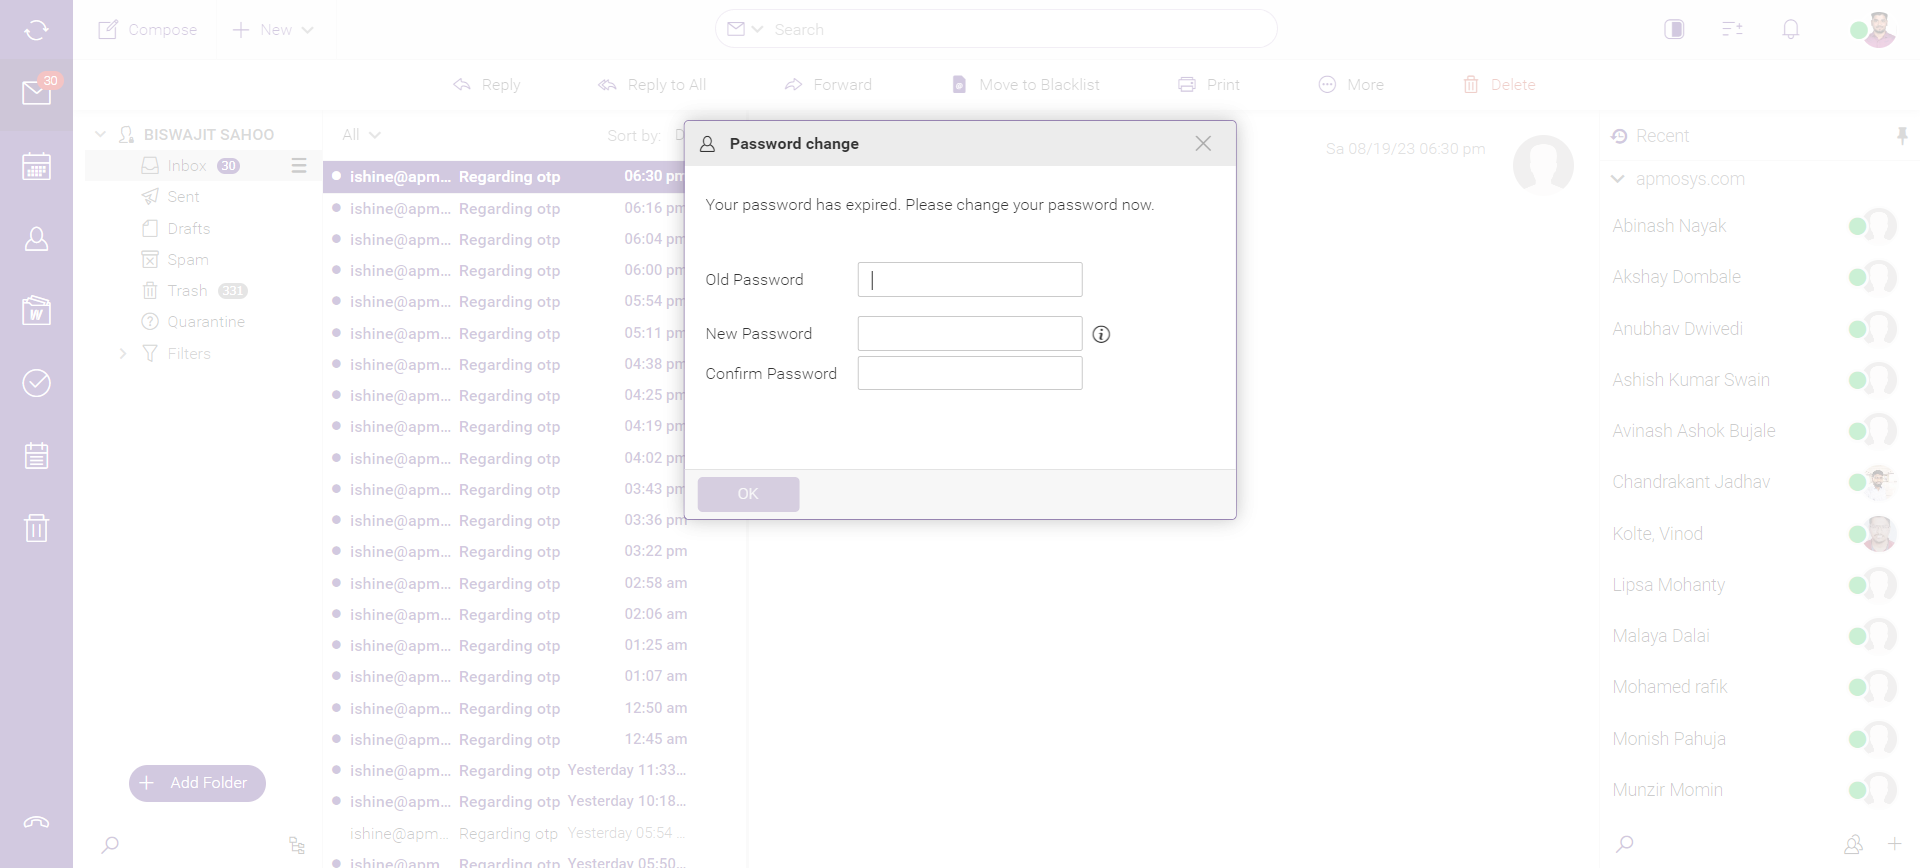 Compose
New
Search
30
Reply
Reply to All
Forward
Move to Blacklist
Print
More
Delete
BISWAJIT SAHOO
Inbox 30
Sent
Drafts
Spam
Trash 331
Quarantine
Filters
Add Folder
All
Sort by: D
ishine@apm... Regarding otp 06:30 pm
ishine@apm... Regarding otp 06:16 pm
ishine@apm... Regarding otp 06:04 pm
ishine@apm... Regarding otp 06:00 pm
ishine@apm... Regarding otp 05:54 pm
ishine@apm... Regarding otp 05:11 pm
ishine@apm... Regarding otp 04:38 pm
ishine@apm... Regarding otp 04:25 pm
ishine@apm... Regarding otp 04:19 pm
ishine@apm... Regarding otp 04:02 pm
ishine@apm... Regarding otp 03:43 pm
ishine@apm... Regarding otp 03:36 pm
ishine@apm... Regarding otp 03:22 pm
ishine@apm... Regarding otp 02:58 am
ishine@apm... Regarding otp 02:06 am
ishine@apm... Regarding otp 01:25 am
ishine@apm... Regarding otp 01:07 am
ishine@apm... Regarding otp 12:50 am
ishine@apm... Regarding otp 12:45 am
ishine@apm... Regarding otp Yesterday 11:33...
ishine@apm... Regarding otp Yesterday 10:18...
ishine@apm... Regarding otp Yesterday 05:54 ...
ishine@apm... Regarding otp Yesterday 05:50...
Password change
Your password has expired. Please change your password now.
Old Password
New Password
Confirm Password
OK
Sa 08/19/23 06:30 pm
Recent
apmosys.com
Abinash Nayak
Akshay Dombale
Anubhav Dwivedi
Ashish Kumar Swain
Avinash Ashok Bujale
Chandrakant Jadhav
Kolte, Vinod
Lipsa Mohanty
Malaya Dalai
Mohamed rafik
Monish Pahuja
Munzir Momin